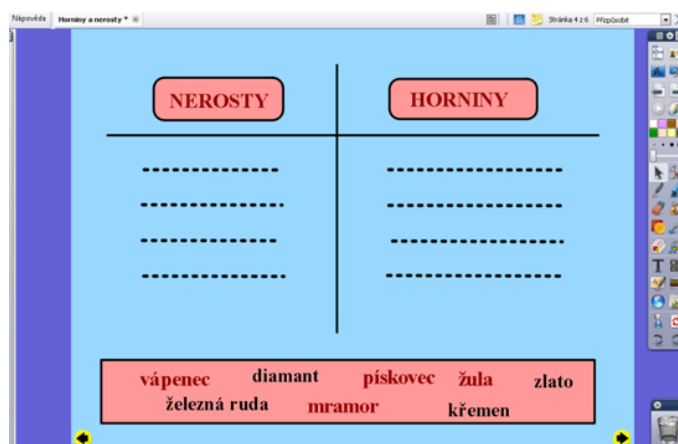 Nápověda Horniny a nerosty * Stránka 4 z 6 Přizpůsobit
NEROSTY HORNINY
vápenec diamant pískovec žula zlato
železná ruda mramor křemen